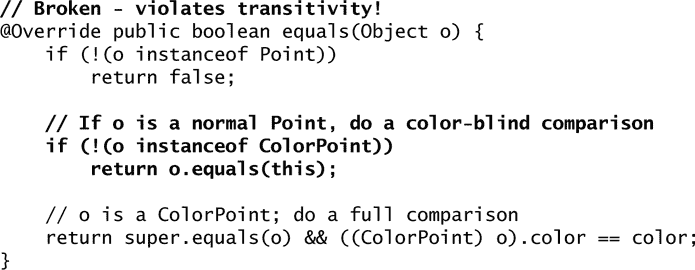 // Broken - violates transitivity!
@Override public boolean equals(Object o) {
    if (!(o instanceof Point))
        return false;

    // If o is a normal Point, do a color-blind comparison
    if (!(o instanceof ColorPoint))
        return o.equals(this);

    // o is a ColorPoint; do a full comparison
    return super.equals(o) && ((ColorPoint) o).color == color;
}